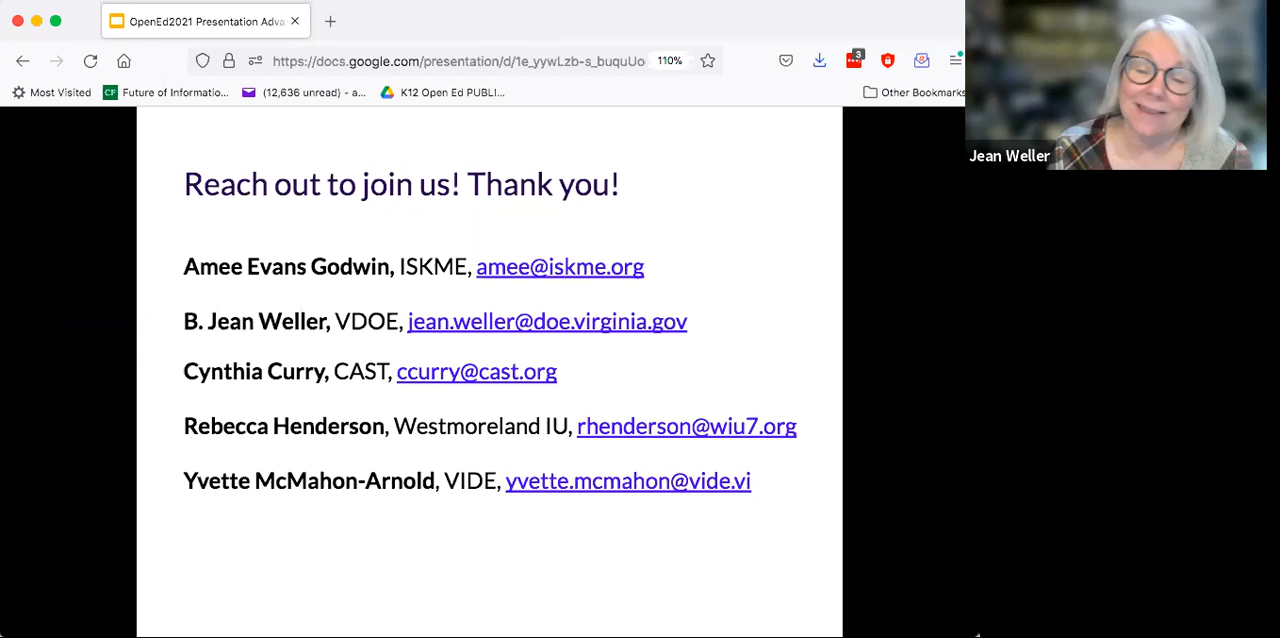 OpenEd2021 Presentation Adva
https://docs.google.com/presentation/d/1e_yywLzb-s_buquUo
110%
3
Most Visited
Future of Informatio...
(12,636 unread) - a...
K12 Open Ed PUBLI...
Other Bookmarks
Jean Weller
Reach out to join us! Thank you!
Amee Evans Godwin, ISKME, amee@iskme.org
B. Jean Weller, VDOE, jean.weller@doe.virginia.gov
Cynthia Curry, CAST, ccurry@cast.org
Rebecca Henderson, Westmoreland IU, rhenderson@wiu7.org
Yvette McMahon-Arnold, VIDE, yvette.mcmahon@vide.vi